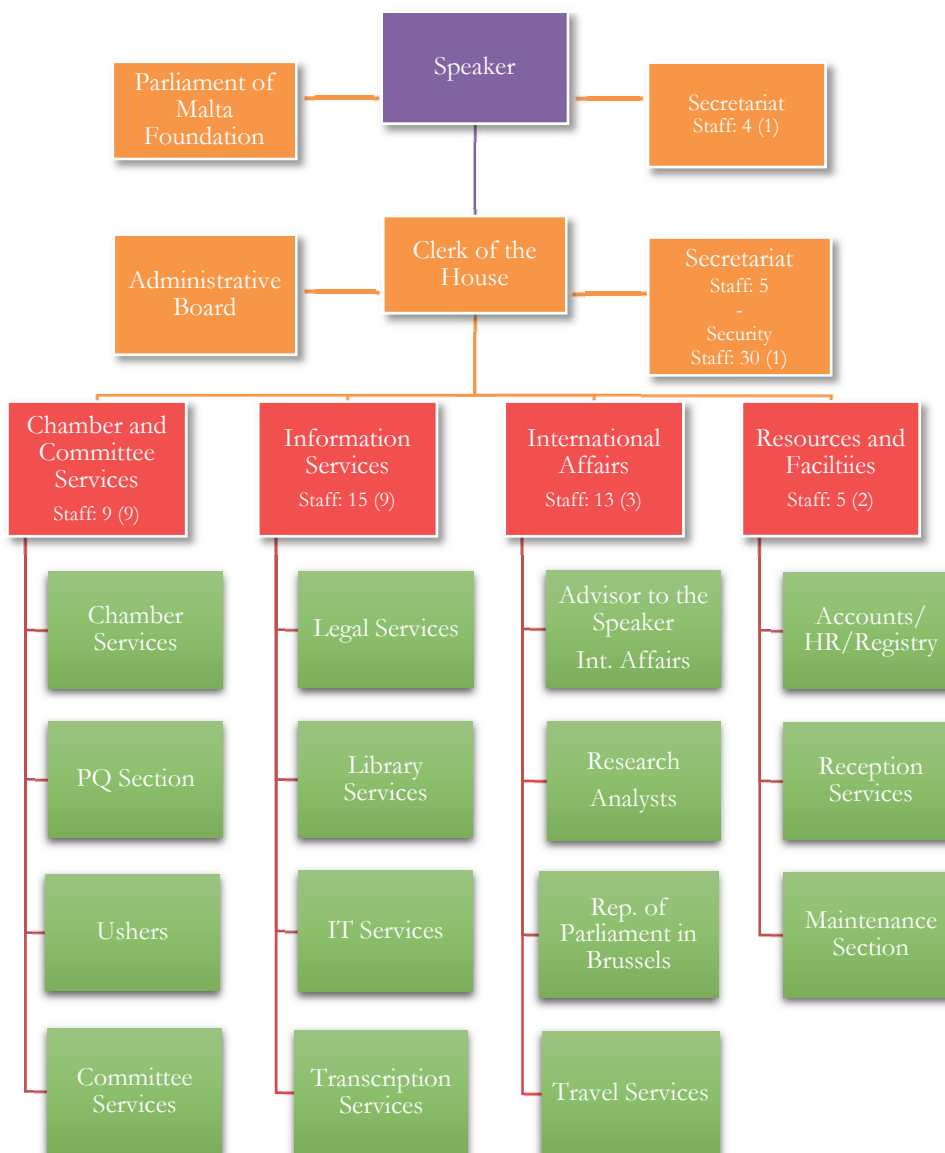 Speaker
Parliament of
Malta
Foundation
Secretariat
Staff: 4 (1)
Clerk of the
House
Administrative
Board
Secretariat
Staff: 5
-
Security
Staff: 30 (1)
Chamber and
Committee
Services
Staff: 9 (9)
Information
Services
Staff: 15 (9)
International
Affairs
Staff: 13 (3)
Resources and
Faciltiies
Staff: 5 (2)
Chamber
Services
PQ Section
Ushers
Committee
Services
Legal Services
Library
Services
IT Services
Transcription
Services
Advisor to the
Speaker
Int. Affairs
Research
Analysts
Rep. of
Parliament in
Brussels
Travel Services
Accounts/
HR/Registry
Reception
Services
Maintenance
Section